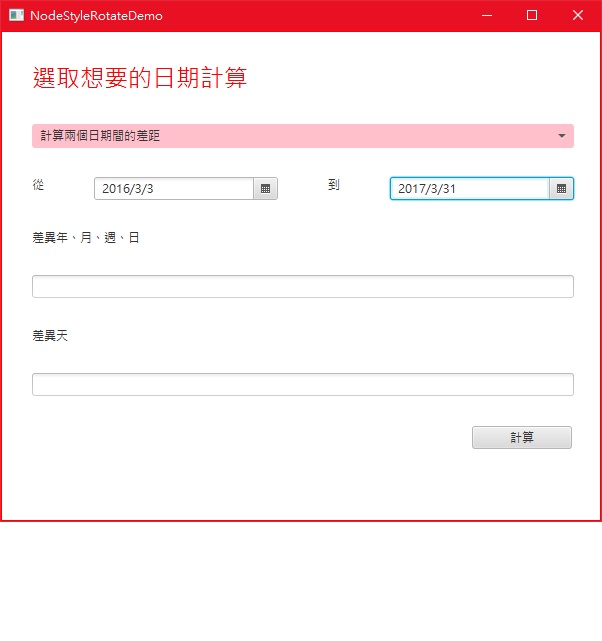 NodeStyleRotateDemo
選取想要的日期計算
計算兩個日期間的差距
從 2016/3/3 到 2017/3/31
差異年、月、週、日
差異天
計算